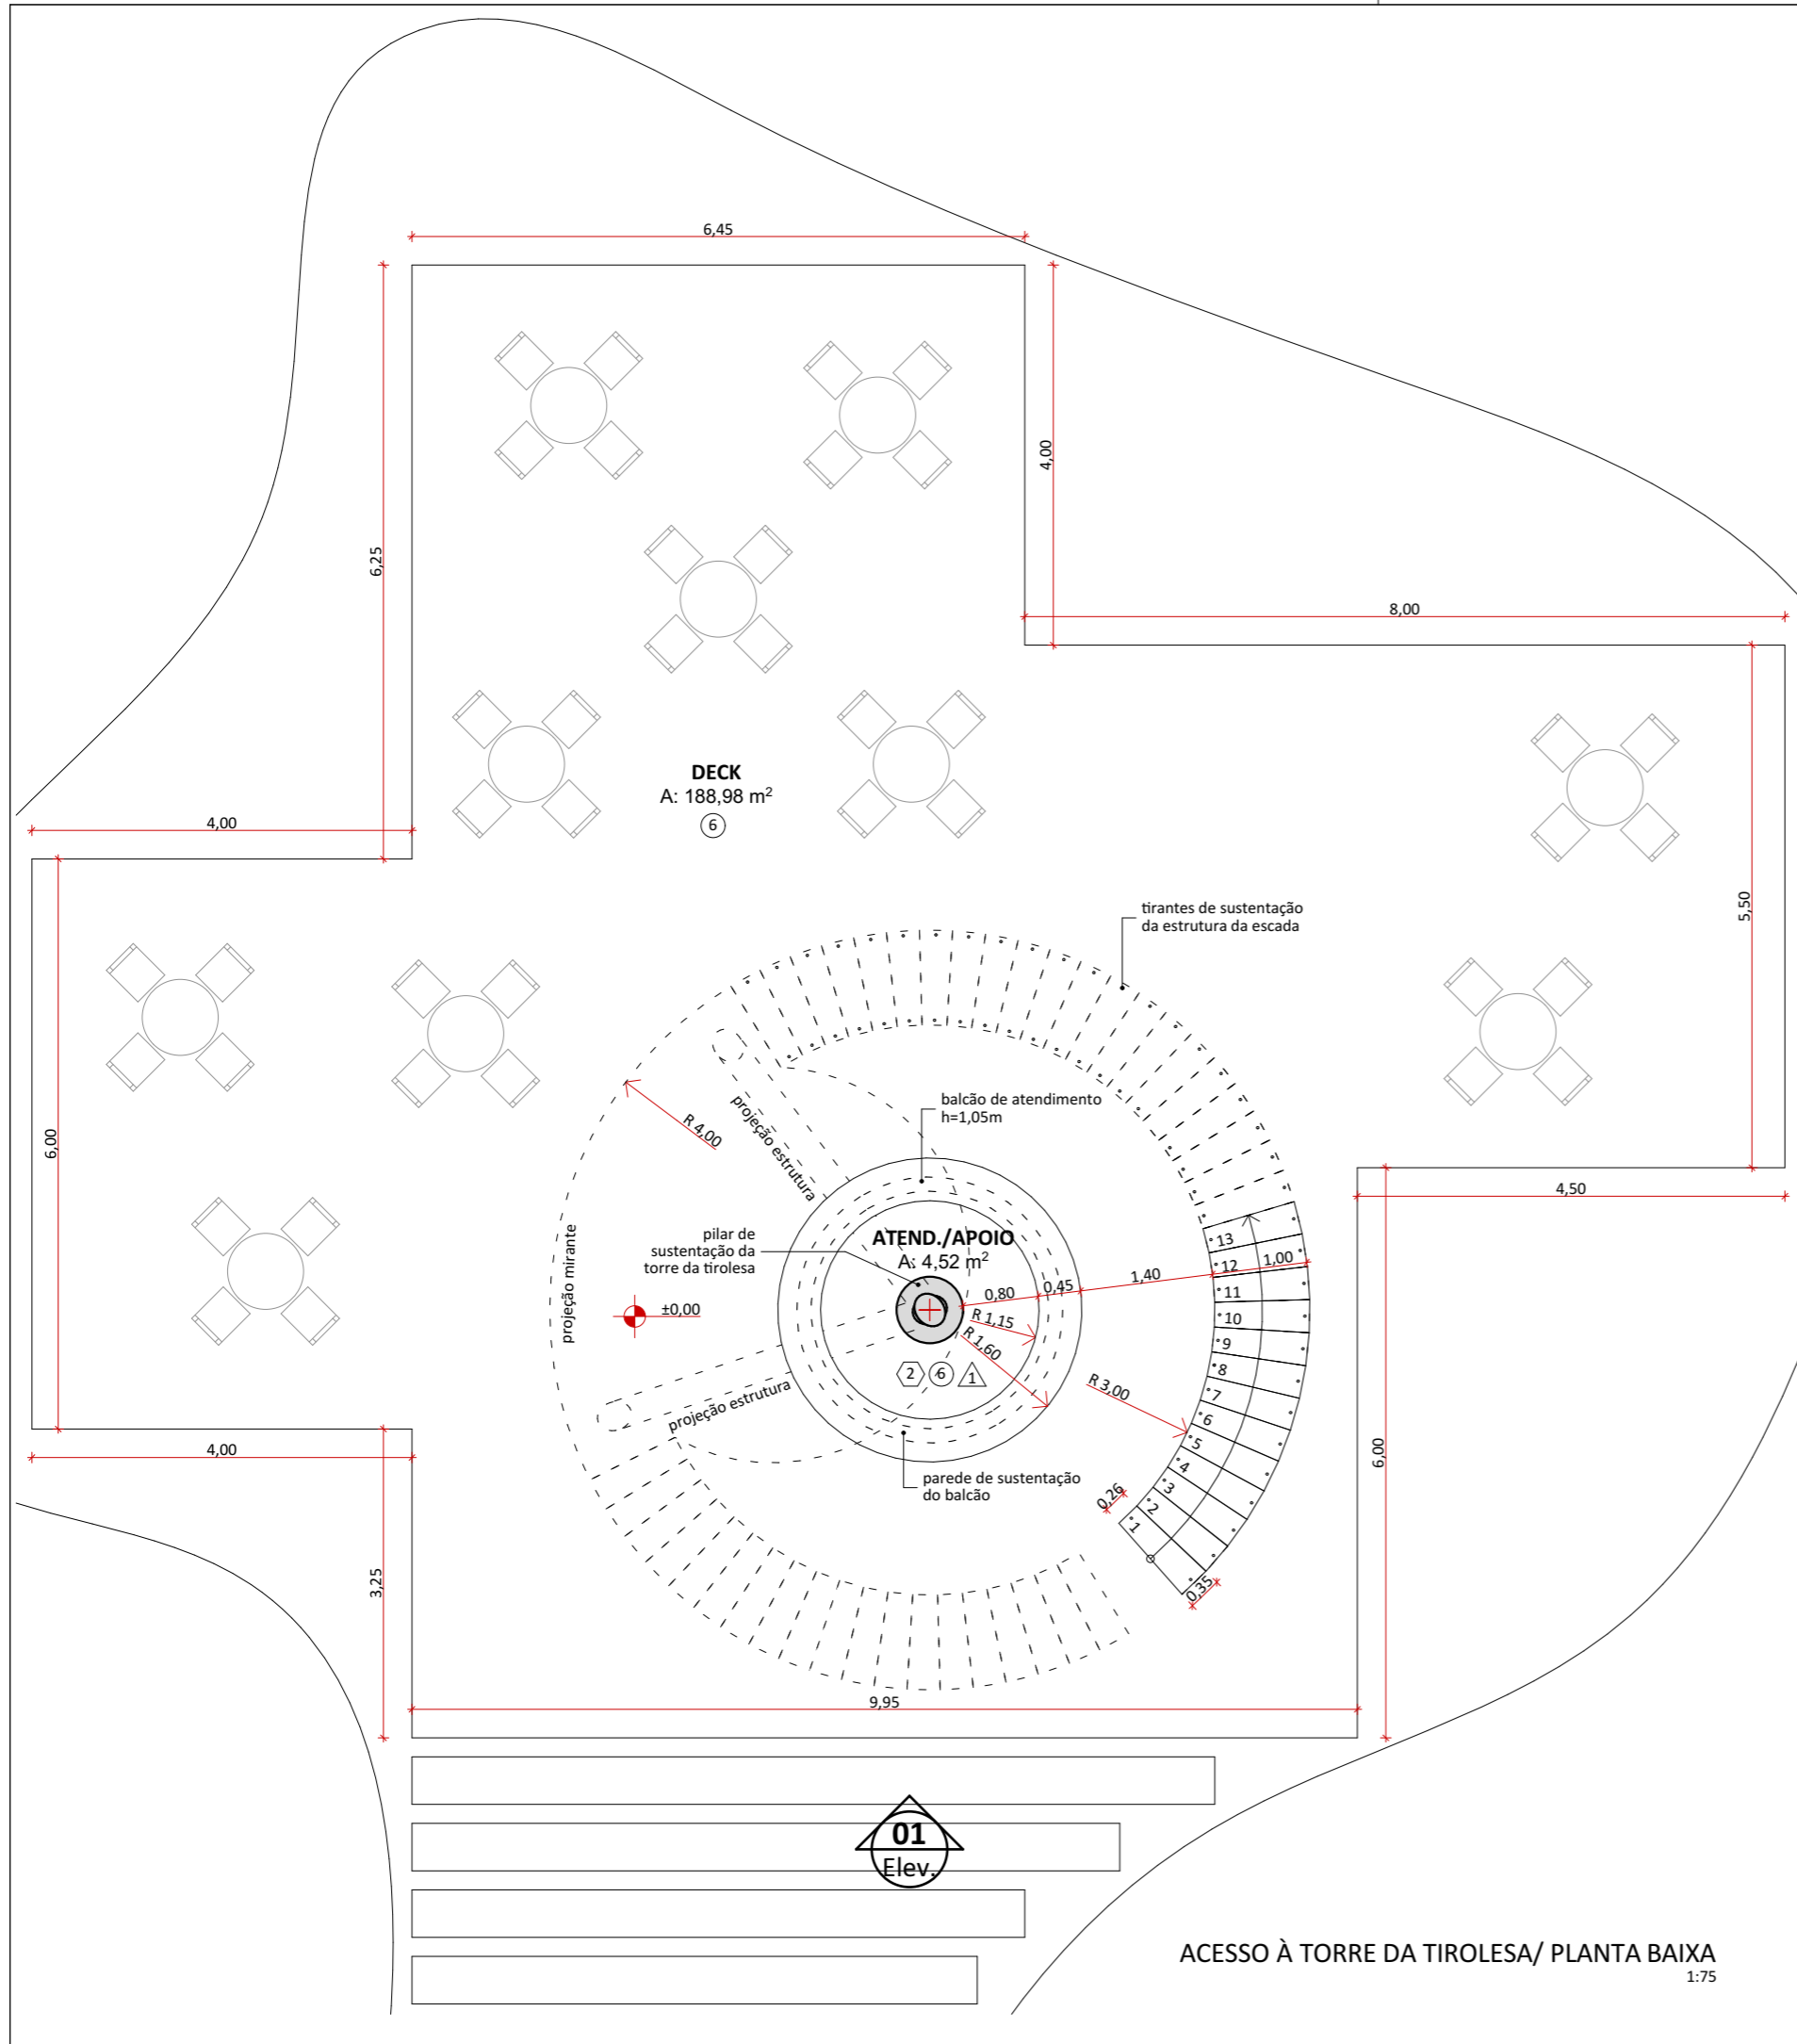 6,45
4,00
6,25
8,00
DECK
A: 188,98 m²
6
4,00
5,50
tirantes de sustentação
da estrutura da escada
balcão de atendimento
h=1,05m
R 4,00
projeção estrutura
6,00
4,50
projeção mirante
pilar de
sustentação da
torre da tirolesa
ATEND./APOIO
A: 4,52 m²
±0,00
0,80
0,45
1,40
1,00
R 1,15
R 1,60
2
6
1
R 3,00
13
12
11
10
9
8
7
6
5
4
3
2
1
projeção estrutura
4,00
6,00
parede de sustentação
do balcão
0,26
0,35
3,25
9,95
01
Elev.
ACESSO À TORRE DA TIROLESA/ PLANTA BAIXA
1:75